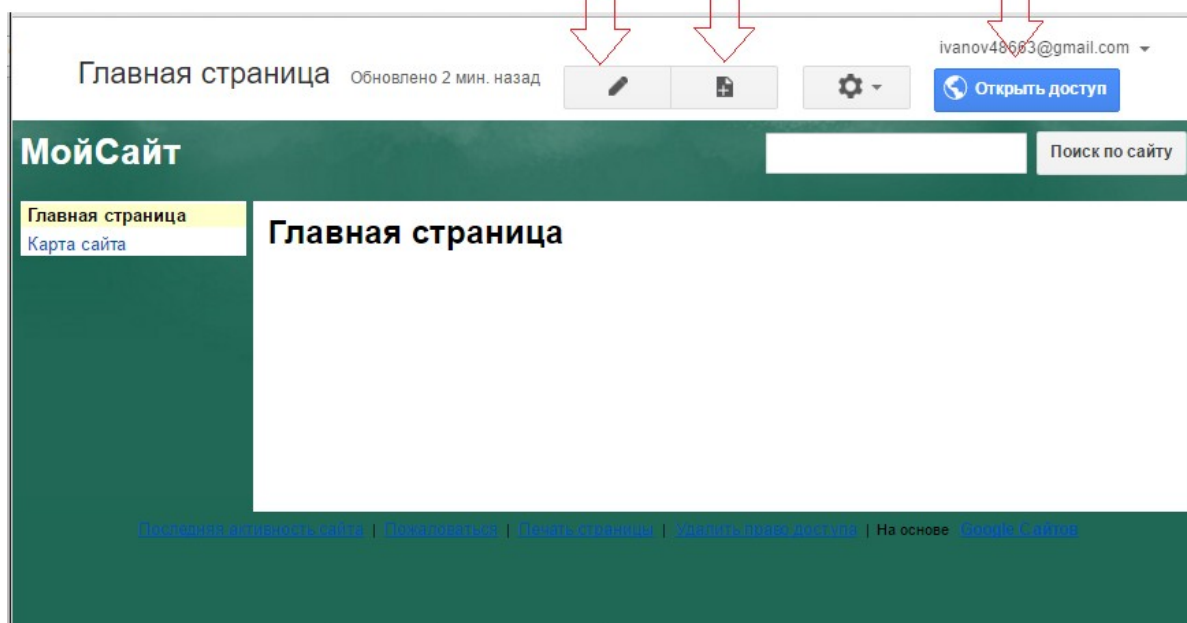 ivanov48663@gmail.com
Главная страница Обновлено 2 мин. назад
Открыть доступ
МойСайт
Поиск по сайту
Главная страница
Карта сайта
Главная страница
Последняя активность сайта | Пожаловаться | Печать страницы | Удалить право доступа | На основе Google Сайтов